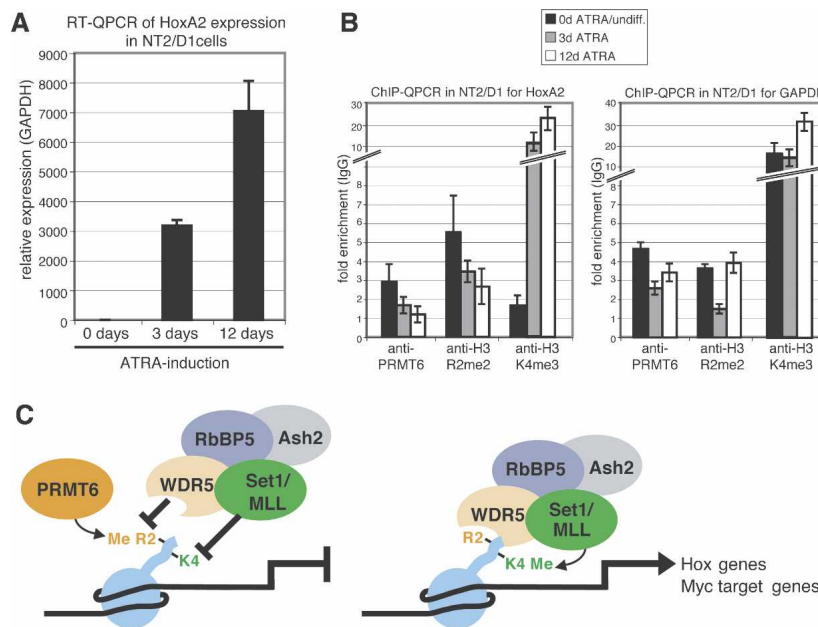 A
RT-QPCR of HoxA2 expression
in NT2/D1cells
relative expression (GAPDH)
9000
8000
7000
6000
5000
4000
3000
2000
1000
0
0 days
3 days
12 days
ATRA-induction
B
0d ATRA/undiff.
3d ATRA
12d ATRA
ChIP-QPCR in NT2/D1 for HoxA2
fold enrichment (IgG)
30
20
10
8
7
6
5
4
3
2
1
0
anti-
PRMT6
anti-H3
R2me2
anti-H3
K4me3
ChIP-QPCR in NT2/D1 for GAPDH
fold enrichment (IgG)
40
30
20
10
8
7
6
5
4
3
2
1
0
anti-
PRMT6
anti-H3
R2me2
anti-H3
K4me3
C
PRMT6
RbBP5
Ash2
WDR5
Set1/
MLL
Me R2
K4
RbBP5
Ash2
WDR5
Set1/
MLL
R2
K4 Me
Hox genes
Myc target genes